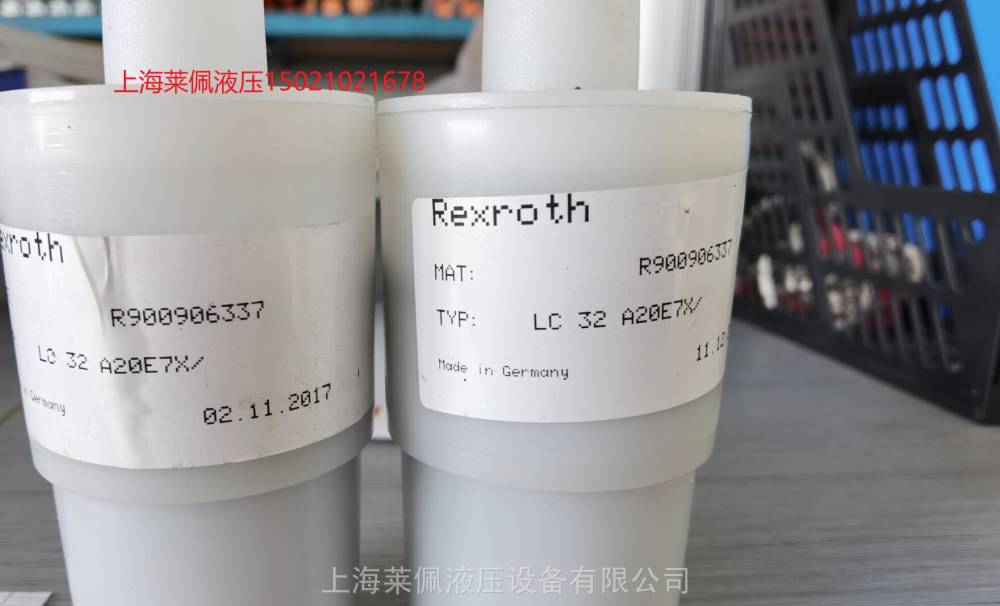 上海莱佩液压15021021678
exroth
R900906337
LC 32 A20E7X/
Germany
02.11.2017
Rexroth
MAT: R900906337
TYP: LC 32 A20E7X/
11.12
Made in Germany
上海莱佩液压设备有限公司